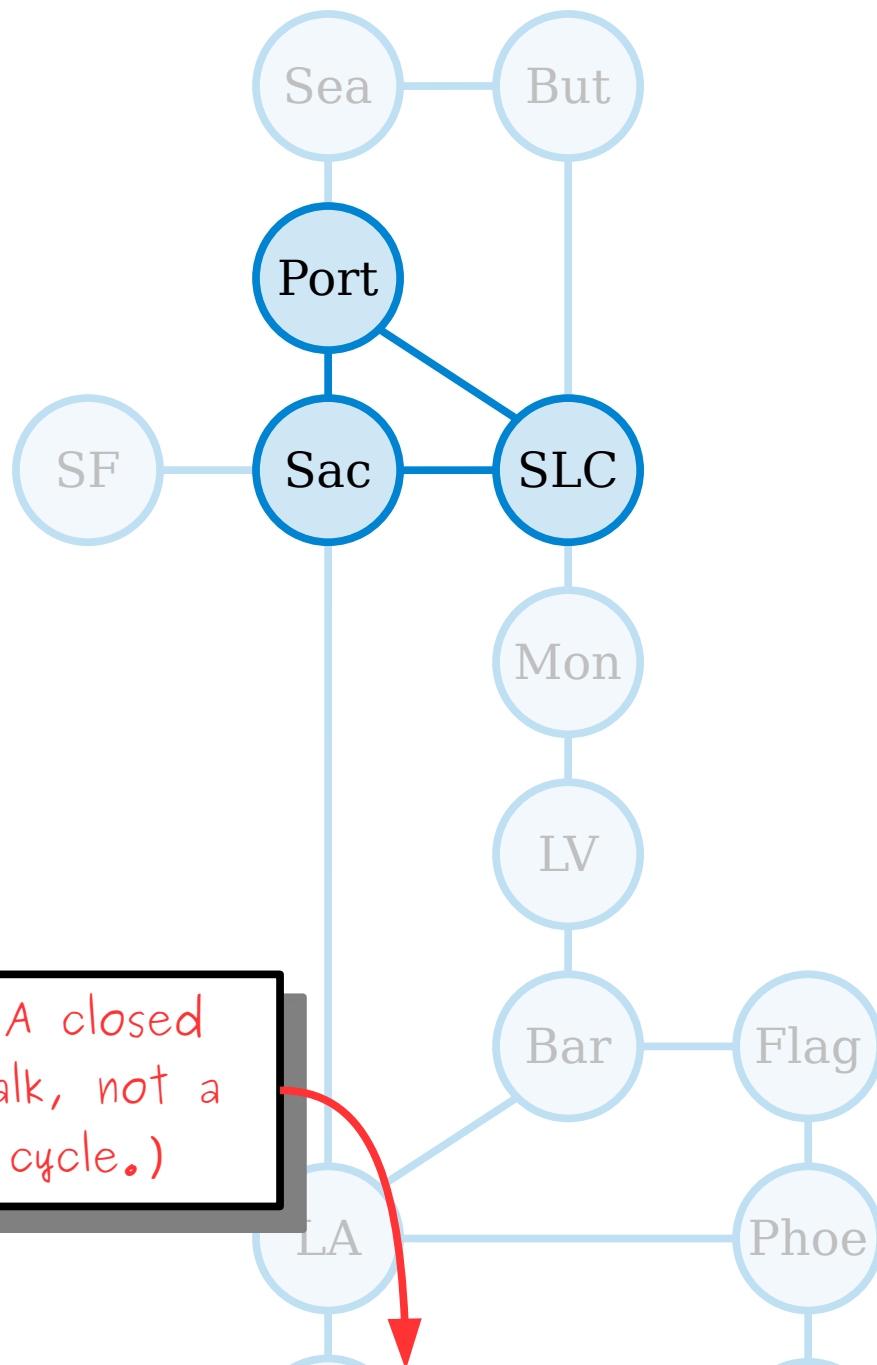 Sea
But
Port
SF
Sac
SLC
Mon
LV
A closed
alk, not a
cycle.)
Bar
Flag
LA
Phoe